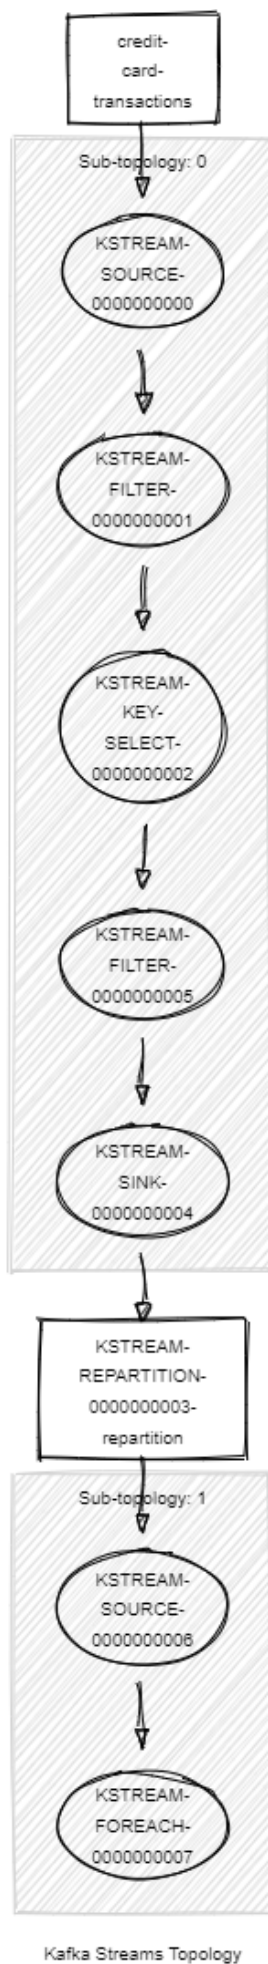 credit-
card-
transactions
Sub-topology: 0
KSTREAM-
SOURCE-
0000000000
KSTREAM-
FILTER-
0000000001
KSTREAM-
KEY-
SELECT-
0000000002
KSTREAM-
FILTER-
0000000005
KSTREAM-
SINK-
0000000004
KSTREAM-
REPARTITION-
0000000003-
repartition
Sub-topology: 1
KSTREAM-
SOURCE-
0000000006
KSTREAM-
FOREACH-
0000000007
Kafka Streams Topology